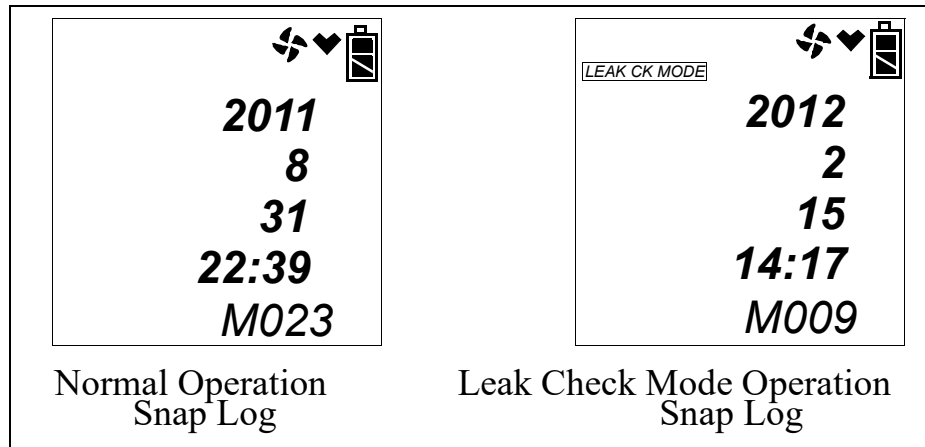 2011
8
31
22:39
M023
Normal Operation
Snap Log
LEAK CK MODE
2012
2
15
14:17
M009
Leak Check Mode Operation
Snap Log